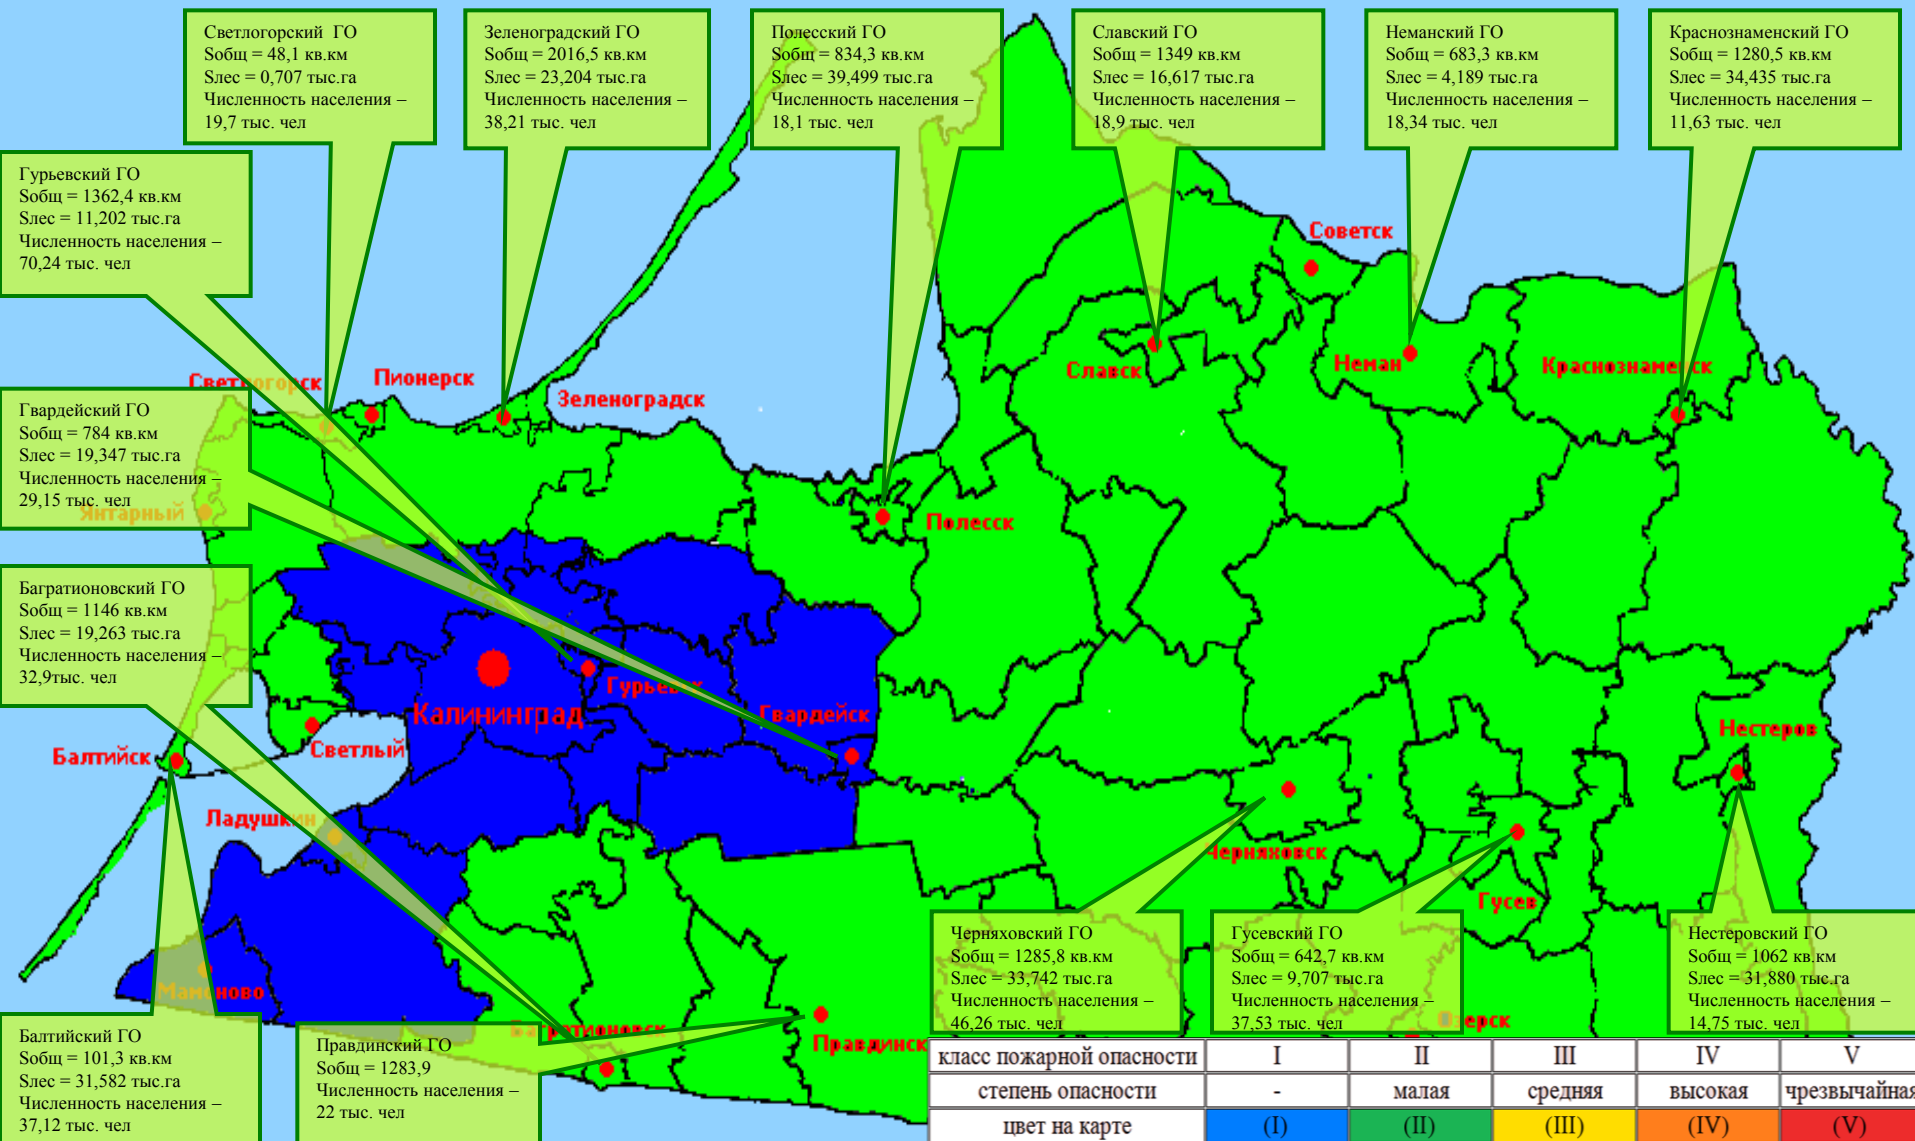 Светлогорский ГО
Sобщ = 48,1 кв.км
Sлес = 0,707 тыс.га
Численность населения –
19,7 тыс. чел
Зеленоградский ГО
Sобщ = 2016,5 кв.км
Sлес = 23,204 тыс.га
Численность населения –
38,21 тыс. чел
Полесский ГО
Sобщ = 834,3 кв.км
Sлес = 39,499 тыс.га
Численность населения –
18,1 тыс. чел
Славский ГО
Sобщ = 1349 кв.км
Sлес = 16,617 тыс.га
Численность населения –
18,9 тыс. чел
Неманский ГО
Sобщ = 683,3 кв.км
Sлес = 4,189 тыс.га
Численность населения –
18,34 тыс. чел
Краснознаменский ГО
Sобщ = 1280,5 кв.км
Sлес = 34,435 тыс.га
Численность населения –
11,63 тыс. чел
Гурьевский ГО
Sобщ = 1362,4 кв.км
Sлес = 11,202 тыс.га
Численность населения –
70,24 тыс. чел
Советск
Славск
Неман
Краснознаменск
Светлогорск
Пионерск
Зеленоградск
Гвардейский ГО
Sобщ = 784 кв.км
Sлес = 19,347 тыс.га
Численность населения –
29,15 тыс. чел
Янтарный
Полесск
Багратионовский ГО
Sобщ = 1146 кв.км
Sлес = 19,263 тыс.га
Численность населения –
32,9тыс. чел
Гурьевск
Калининград
Гвардейск
Светлый
Балтийск
Нестеров
Ладушкин
Черняховск
Гусев
Мамоново
Багратионовск
Правдинск
Озерск
Черняховский ГО
Sобщ = 1285,8 кв.км
Sлес = 33,742 тыс.га
Численность населения –
46,26 тыс. чел
Гусевский ГО
Sобщ = 642,7 кв.км
Sлес = 9,707 тыс.га
Численность населения –
37,53 тыс. чел
Нестеровский ГО
Sобщ = 1062 кв.км
Sлес = 31,880 тыс.га
Численность населения –
14,75 тыс. чел
Балтийский ГО
Sобщ = 101,3 кв.км
Sлес = 31,582 тыс.га
Численность населения –
37,12 тыс. чел
Правдинский ГО
Sобщ = 1283,9
Численность населения –
22 тыс. чел
класс пожарной опасности I II III IV V
степень опасности - малая средняя высокая чрезвычайная
цвет на карте (I) (II) (III) (IV) (V)